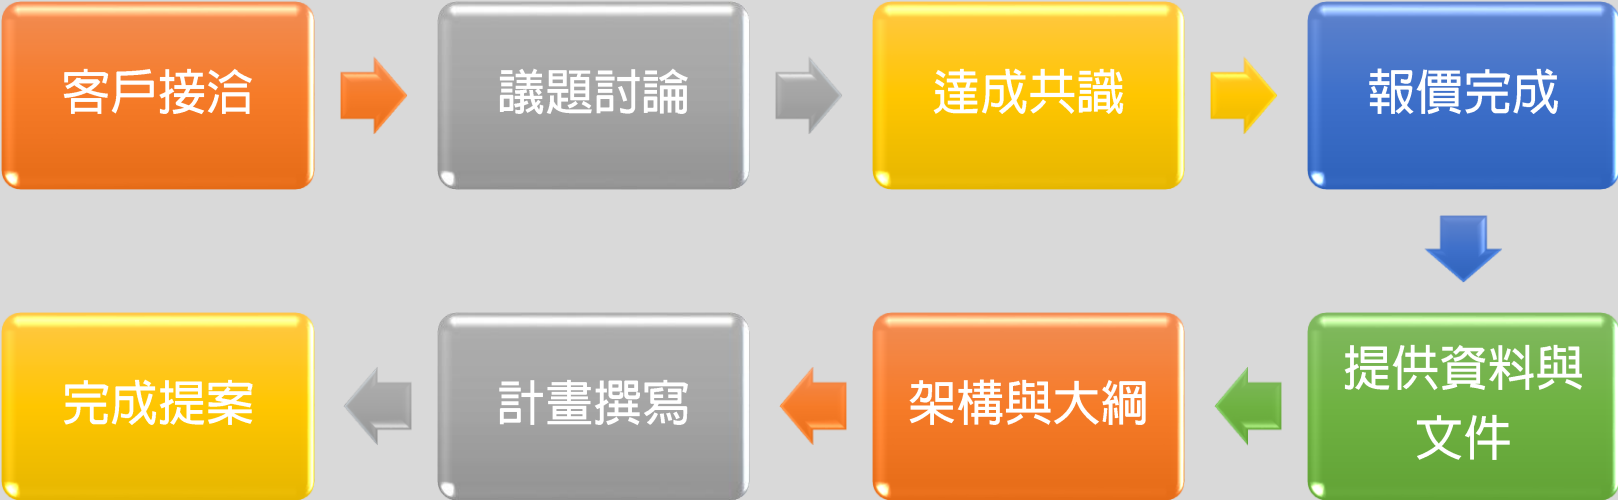 客戶接洽
議題討論
達成共識
報價完成
提供資料與
文件
架構與大綱
計畫撰寫
完成提案